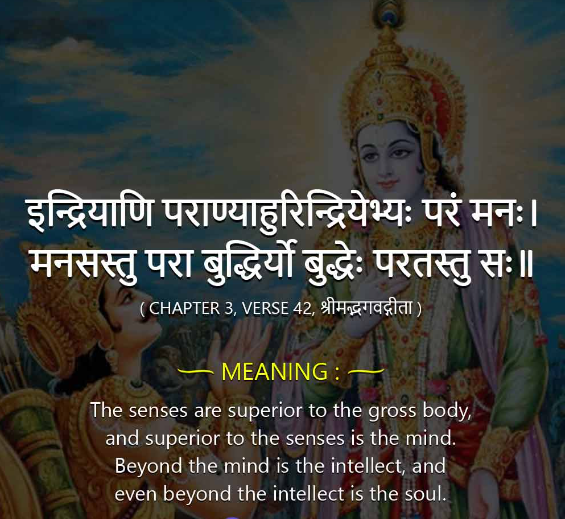 इन्द्रियाणि पराण्याहुरिन्द्रियेभ्यः परं मनः।
मनसस्तु परा बुद्धिर्यो बुद्धेः परतस्तु सः॥
( CHAPTER 3, VERSE 42, श्रीमद्भगवद्गीता )
MEANING :
The senses are superior to the gross body,
and superior to the senses is the mind.
Beyond the mind is the intellect, and
even beyond the intellect is the soul.